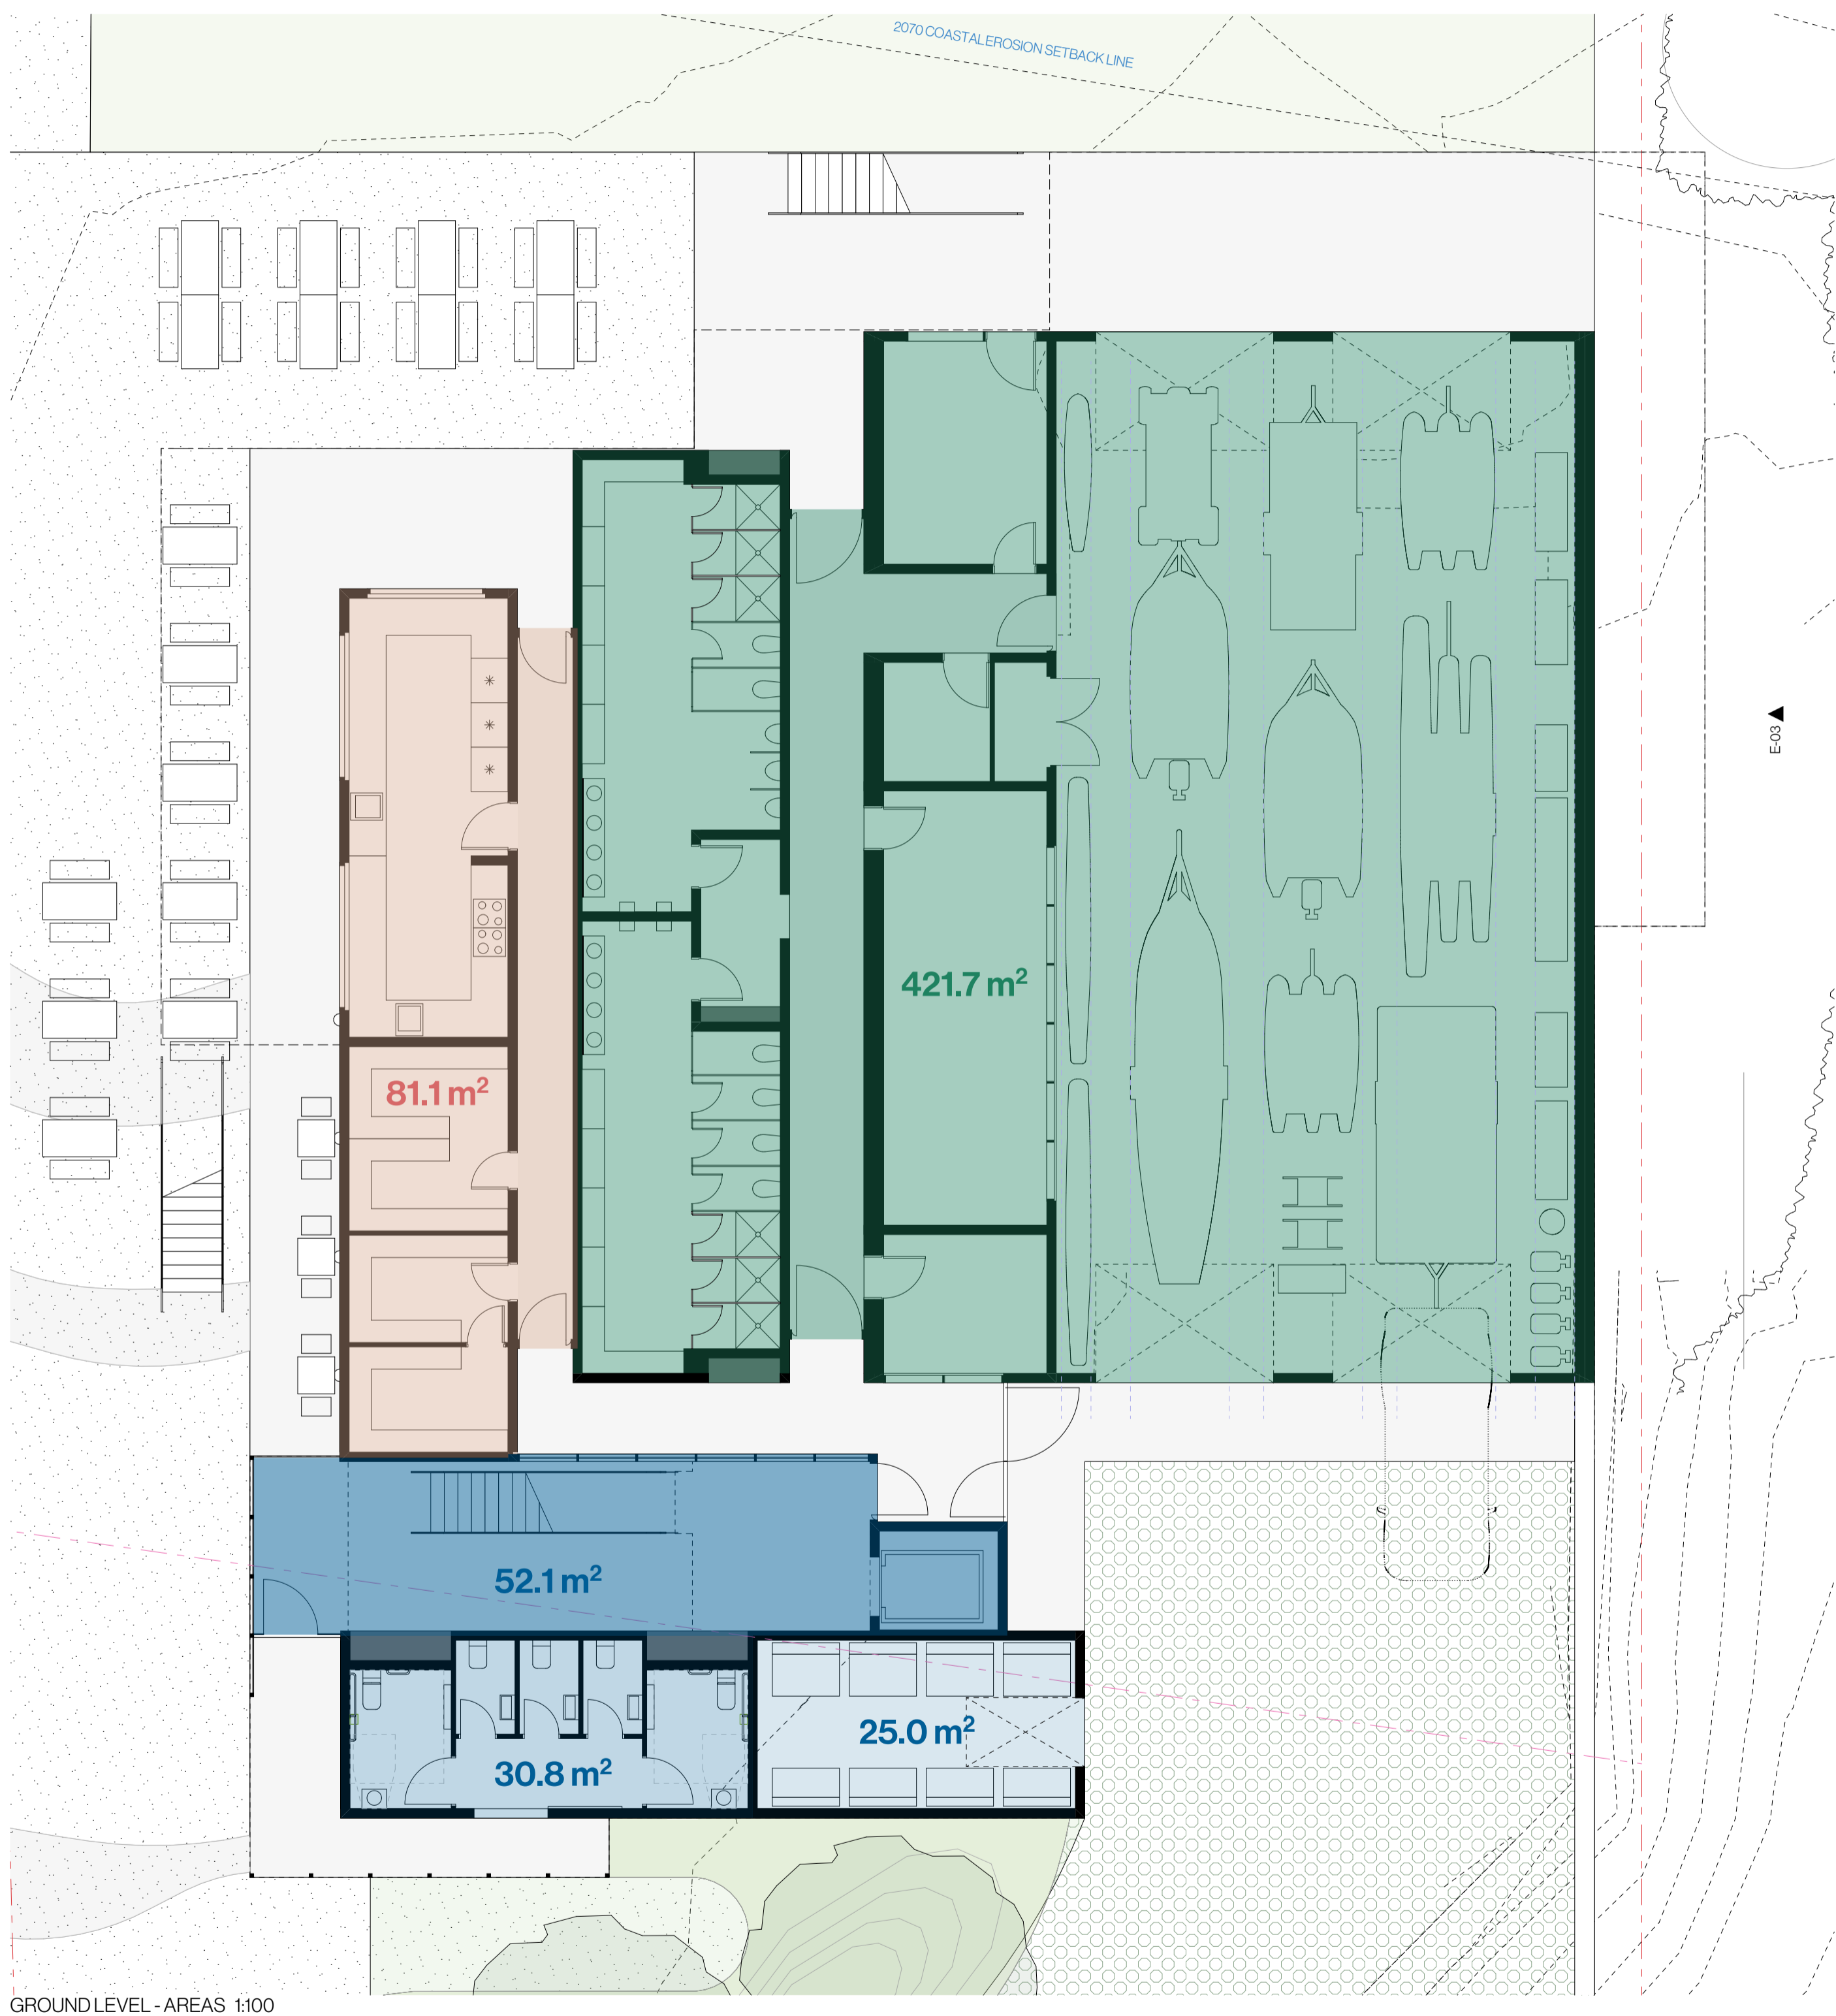 2070 COASTAL EROSION SETBACK LINE
E-03
421.7 m²
81.1 m²
52.1 m²
25.0 m²
30.8 m²
GROUND LEVEL - AREAS 1:100